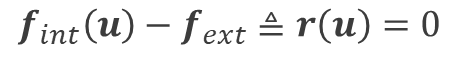 f_int(u) − f_ext ≜ r(u) = 0